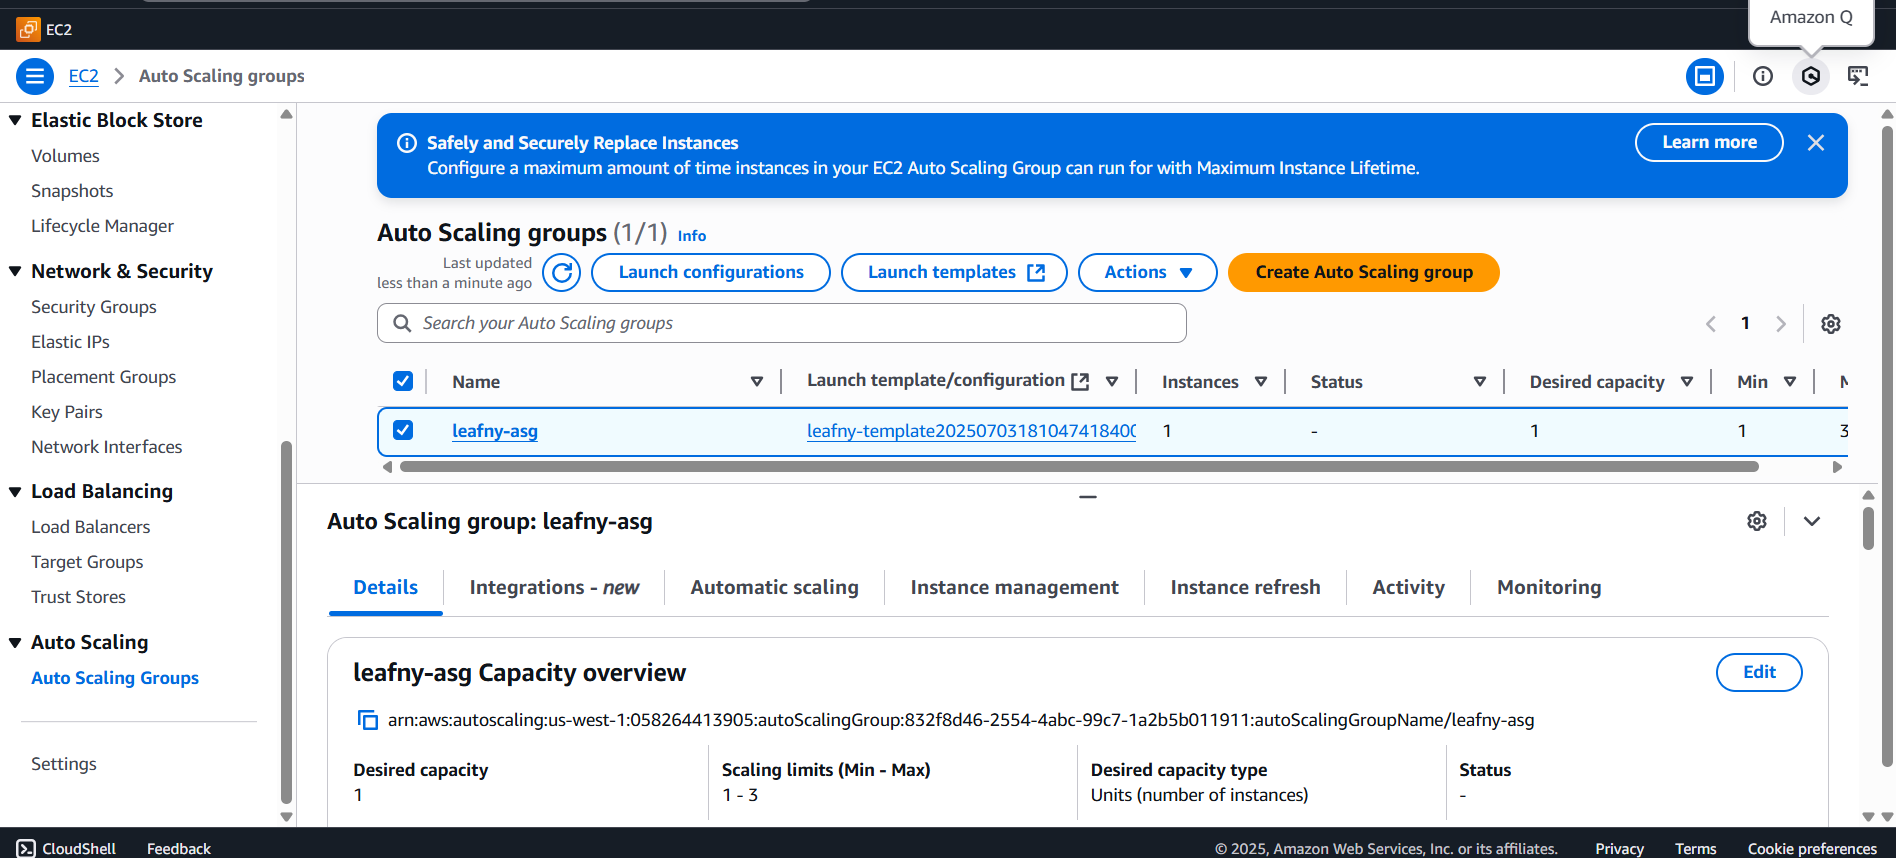 Amazon Q
EC2
EC2 > Auto Scaling groups
Elastic Block Store
Volumes
Snapshots
Lifecycle Manager
Network & Security
Security Groups
Elastic IPs
Placement Groups
Key Pairs
Network Interfaces
Load Balancing
Load Balancers
Target Groups
Trust Stores
Auto Scaling
Auto Scaling Groups
Settings
Safely and Securely Replace Instances
Configure a maximum amount of time instances in your EC2 Auto Scaling Group can run for with Maximum Instance Lifetime.
Learn more
Auto Scaling groups (1/1) Info
Last updated
less than a minute ago
Launch configurations
Launch templates
Actions
Create Auto Scaling group
Search your Auto Scaling groups
1
Name Launch template/configuration Instances Status Desired capacity Min
leafny-asg leafny-template20250703181047418400 1 - 1 1 3
Auto Scaling group: leafny-asg
Details Integrations - new Automatic scaling Instance management Instance refresh Activity Monitoring
leafny-asg Capacity overview
Edit
arn:aws:autoscaling:us-west-1:058264413905:autoScalingGroup:832f8d46-2554-4abc-99c7-1a2b5b011911:autoScalingGroupName/leafny-asg
Desired capacity Scaling limits (Min - Max) Desired capacity type Status
1 1 - 3 Units (number of instances) -
CloudShell Feedback © 2025, Amazon Web Services, Inc. or its affiliates. Privacy Terms Cookie preferences